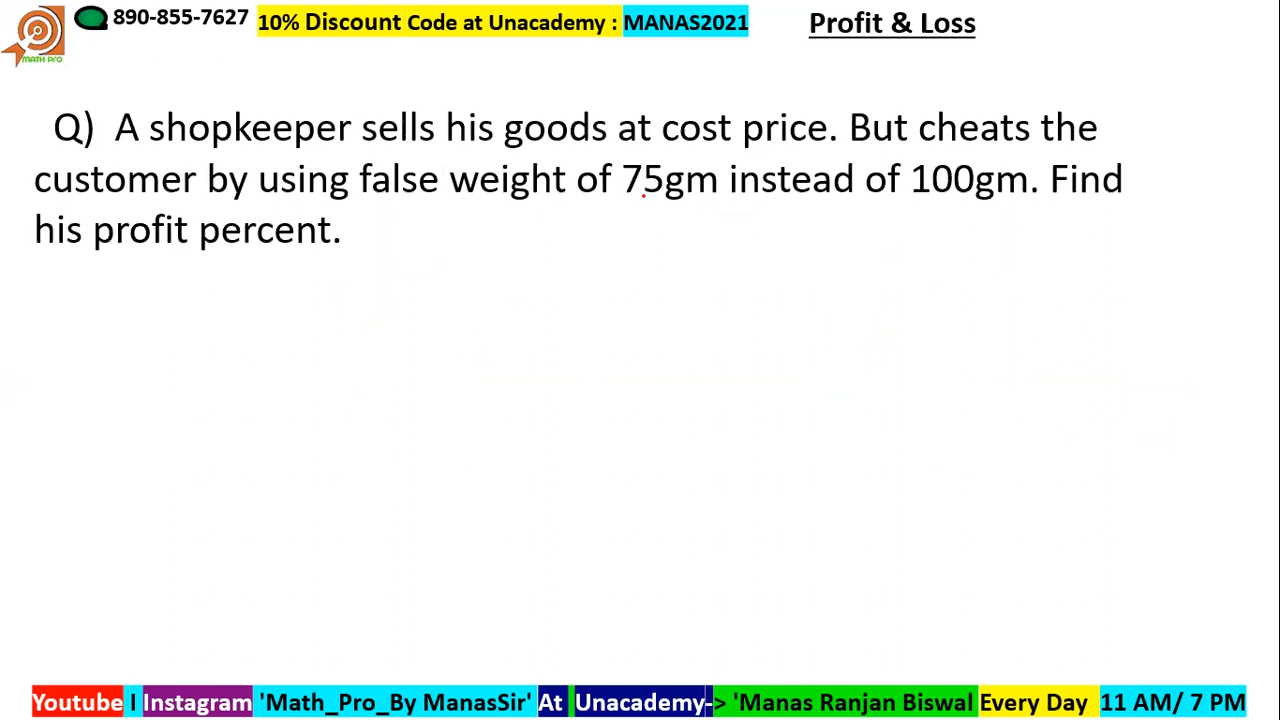 890-855-7627 10% Discount Code at Unacademy : MANAS2021 Profit & Loss
MATH PRO
Q) A shopkeeper sells his goods at cost price. But cheats the
customer by using false weight of 75gm instead of 100gm. Find
his profit percent.
Youtube I Instagram 'Math_Pro_By ManasSir' At Unacademy-> 'Manas Ranjan Biswal Every Day 11 AM/ 7 PM